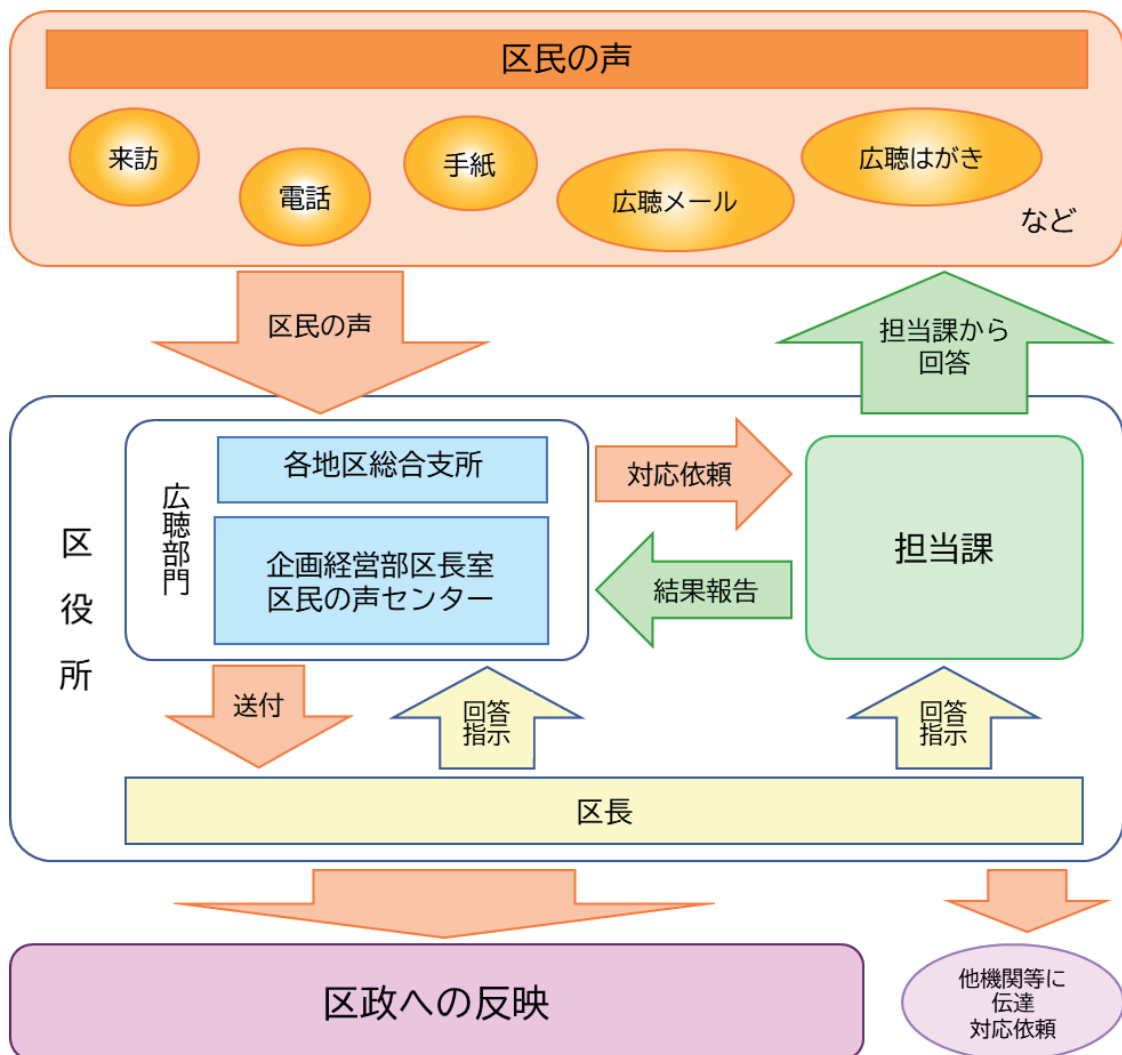 区民の声
来訪
電話
手紙
広聴メール
広聴はがき
など
区民の声
担当課から
回答
区役所
広聴部門
各地区総合支所
企画経営部区長室
区民の声センター
対応依頼
結果報告
担当課
送付
回答
指示
回答
指示
区長
区政への反映
他機関等に
伝達
対応依頼